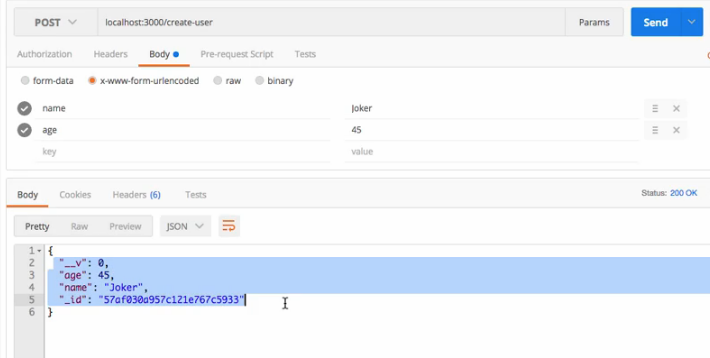 POST localhost:3000/create-user Params Send
Authorization Headers Body Pre-request Script Tests
form-data x-www-form-urlencoded raw binary
name Joker
age 45
key value
Body Cookies Headers (6) Tests Status: 200 OK
Pretty Raw Preview JSON
1 {
2 "__v": 0,
3 "age": 45,
4 "name": "Joker",
5 "_id": "57af030a957c121e767c5933"
6 }